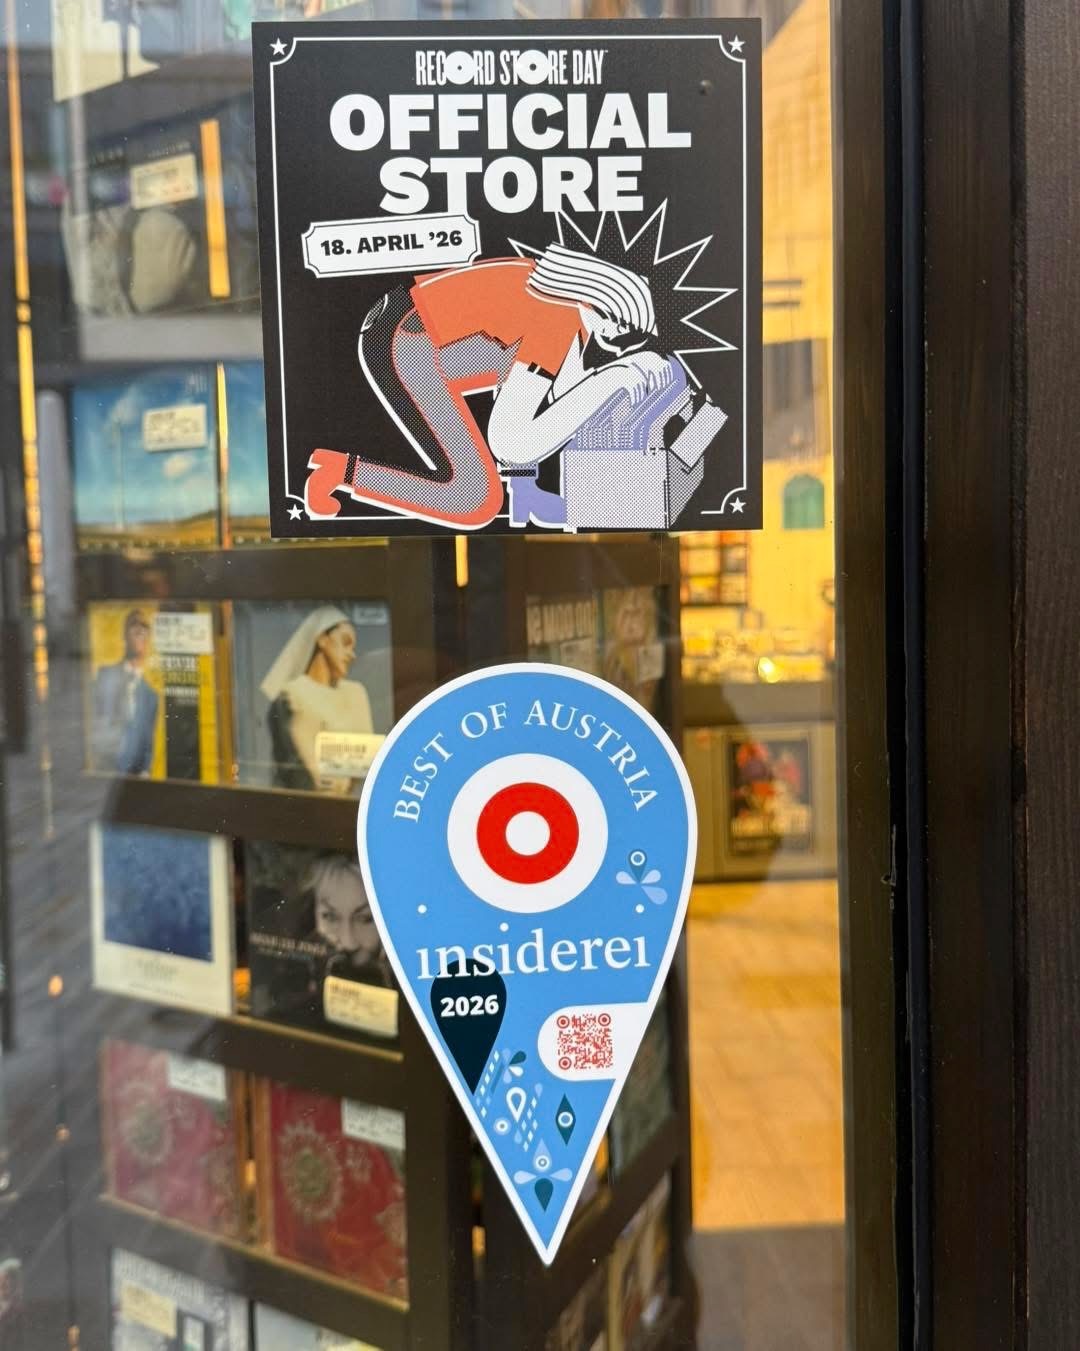 RECORD STORE DAY
OFFICIAL
STORE
18. APRIL ’26
BEST OF AUSTRIA
insiderei
2026